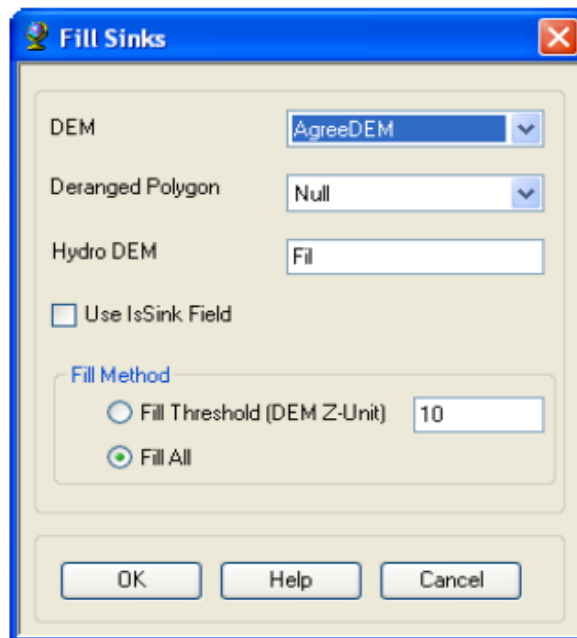 Fill Sinks
DEM AgreeDEM
Deranged Polygon Null
Hydro DEM Fil
Use IsSink Field
Fill Method
Fill Threshold (DEM Z-Unit) 10
Fill All
OK Help Cancel